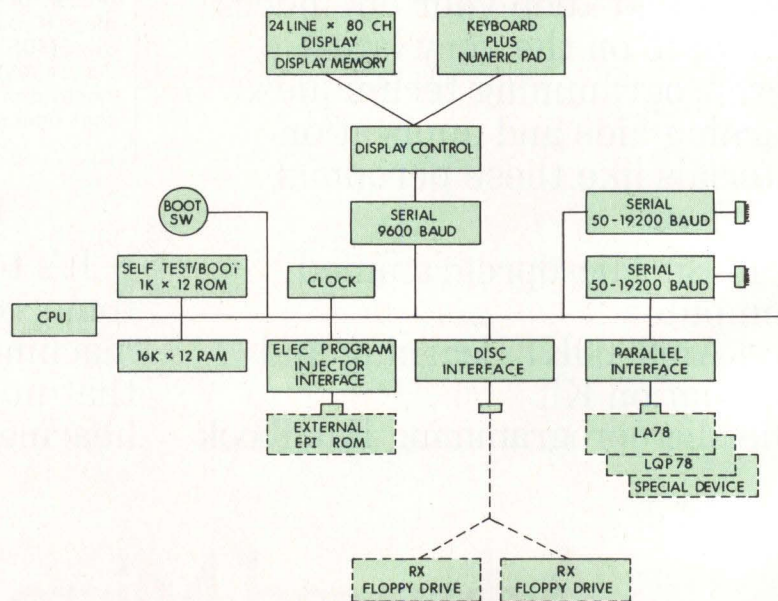 24 LINE × 80 CH
DISPLAY
DISPLAY MEMORY
KEYBOARD
PLUS
NUMERIC PAD
DISPLAY CONTROL
BOOT
SW
SERIAL
9600 BAUD
SERIAL
50-19200 BAUD
SELF TEST/BOOT
1K × 12 ROM
CLOCK
SERIAL
50-19200 BAUD
CPU
16K × 12 RAM
ELEC PROGRAM
INJECTOR
INTERFACE
DISC
INTERFACE
PARALLEL
INTERFACE
EXTERNAL
EPI ROM
LA78
LQP 78
SPECIAL DEVICE
RX
FLOPPY DRIVE
RX
FLOPPY DRIVE